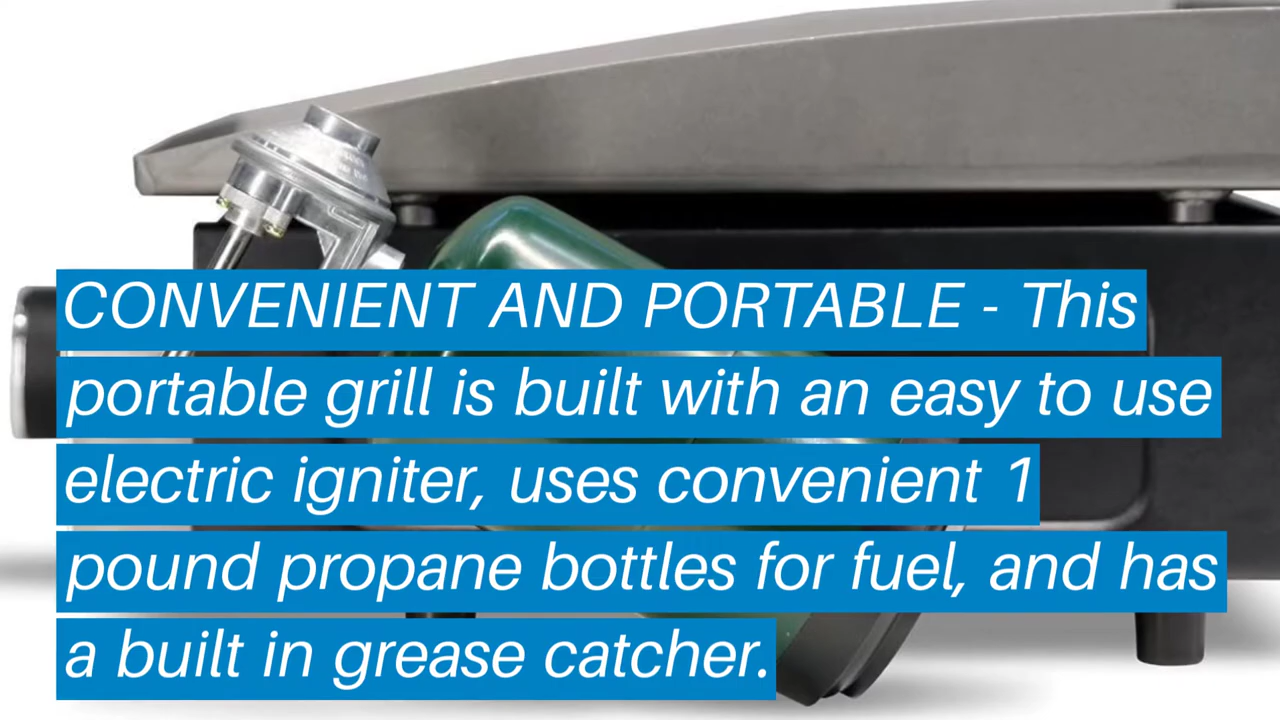 CONVENIENT AND PORTABLE - This
portable grill is built with an easy to use
electric igniter, uses convenient 1
pound propane bottles for fuel, and has
a built in grease catcher.